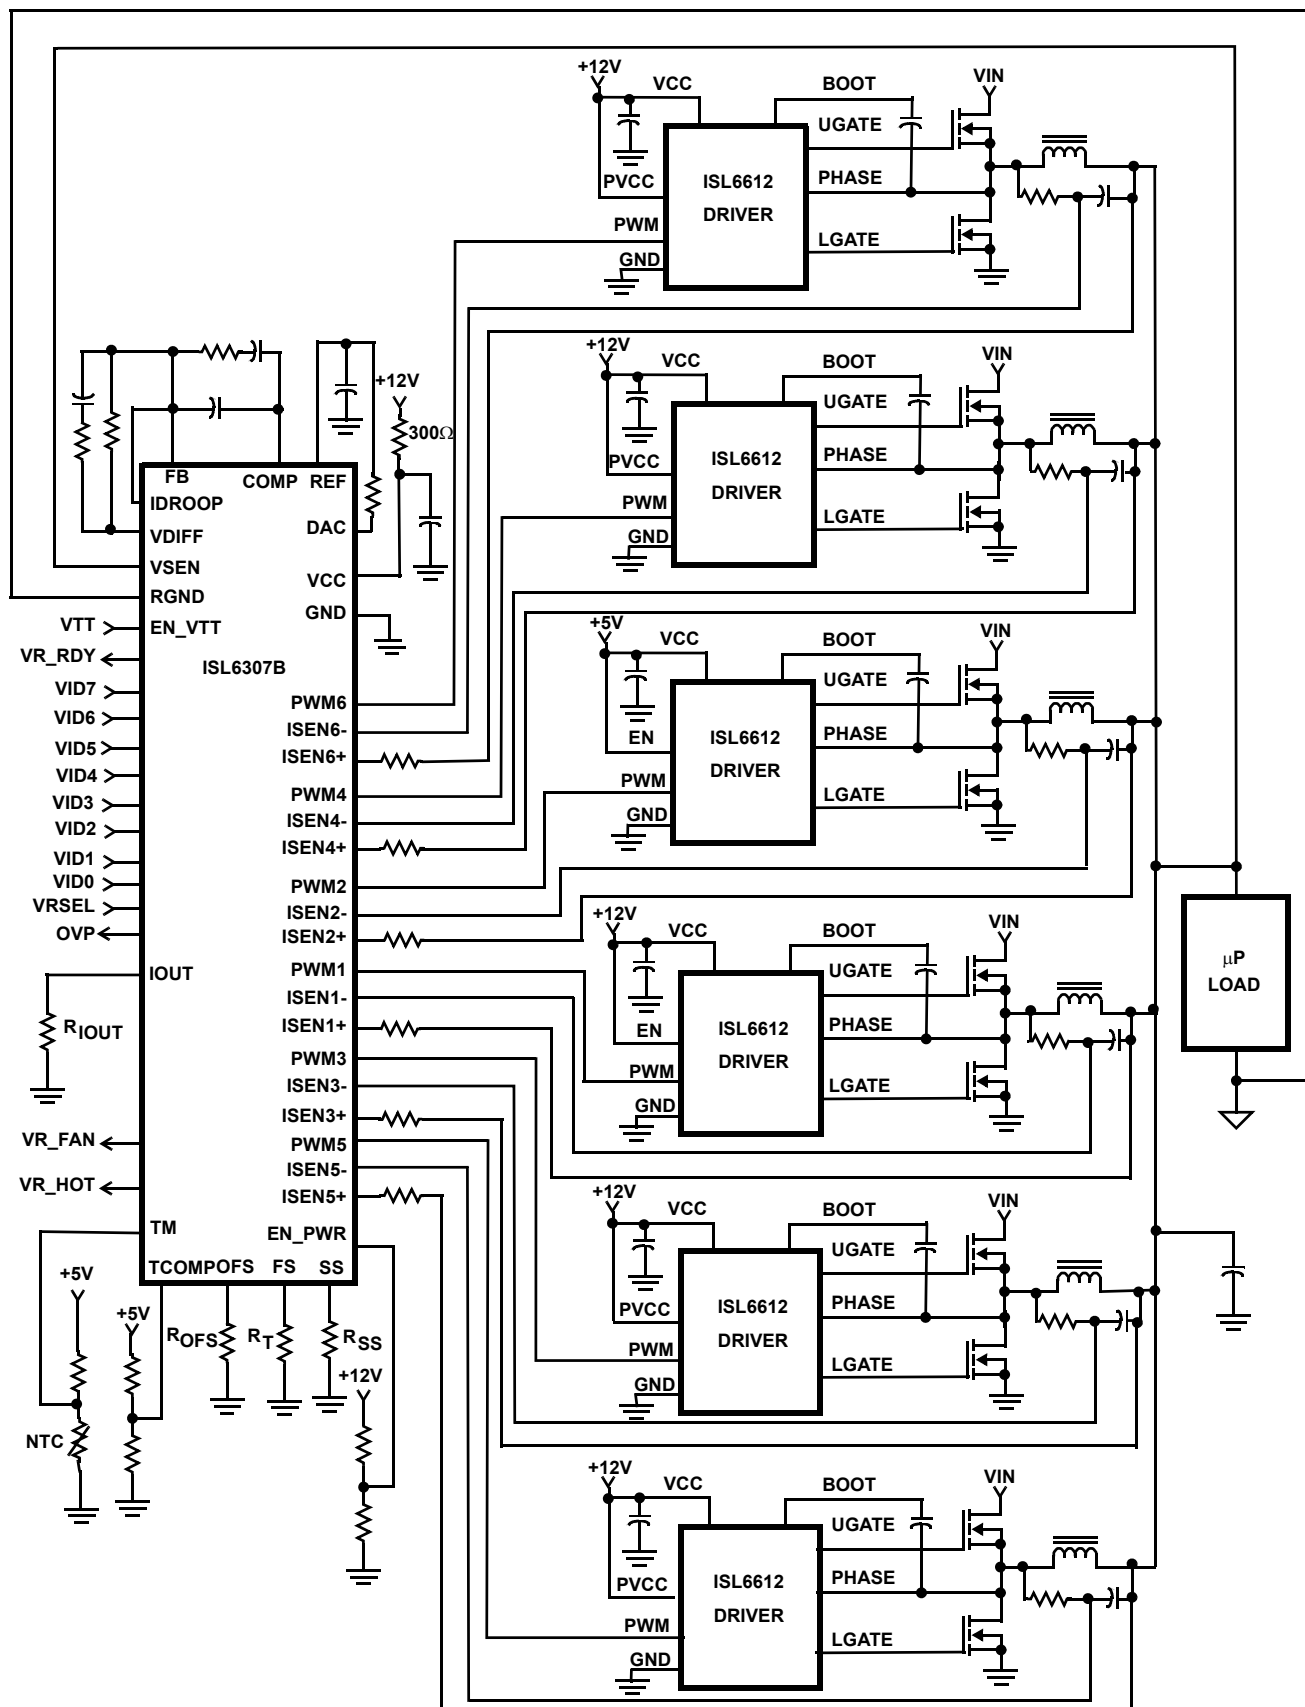 +12V
VCC
BOOT
VIN
UGATE
PVCC
ISL6612
DRIVER
PHASE
PWM
LGATE
GND
+12V
VCC
BOOT
VIN
UGATE
PVCC
ISL6612
DRIVER
PHASE
PWM
LGATE
GND
+5V
VCC
BOOT
VIN
UGATE
EN
ISL6612
DRIVER
PHASE
PWM
LGATE
GND
+12V
VCC
BOOT
VIN
UGATE
EN
ISL6612
DRIVER
PHASE
PWM
LGATE
GND
+12V
VCC
BOOT
VIN
UGATE
PVCC
ISL6612
DRIVER
PHASE
PWM
LGATE
GND
+12V
VCC
BOOT
VIN
UGATE
PVCC
ISL6612
DRIVER
PHASE
PWM
LGATE
GND
+12V
300Ω
FB
COMP
REF
IDROOP
VDIFF
DAC
VSEN
VCC
RGND
GND
VTT
EN_VTT
VR_RDY
ISL6307B
VID7
VID6
VID5
VID4
VID3
VID2
VID1
VID0
VRSEL
OVP
IOUT
RIOUT
VR_FAN
VR_HOT
TM
PWM6
ISEN6-
ISEN6+
PWM4
ISEN4-
ISEN4+
PWM2
ISEN2-
ISEN2+
PWM1
ISEN1-
ISEN1+
PWM3
ISEN3-
ISEN3+
PWM5
ISEN5-
ISEN5+
EN_PWR
TCOMP
OFS
FS
SS
+5V
+5V
ROFS
RT
RSS
+12V
NTC
μP
LOAD